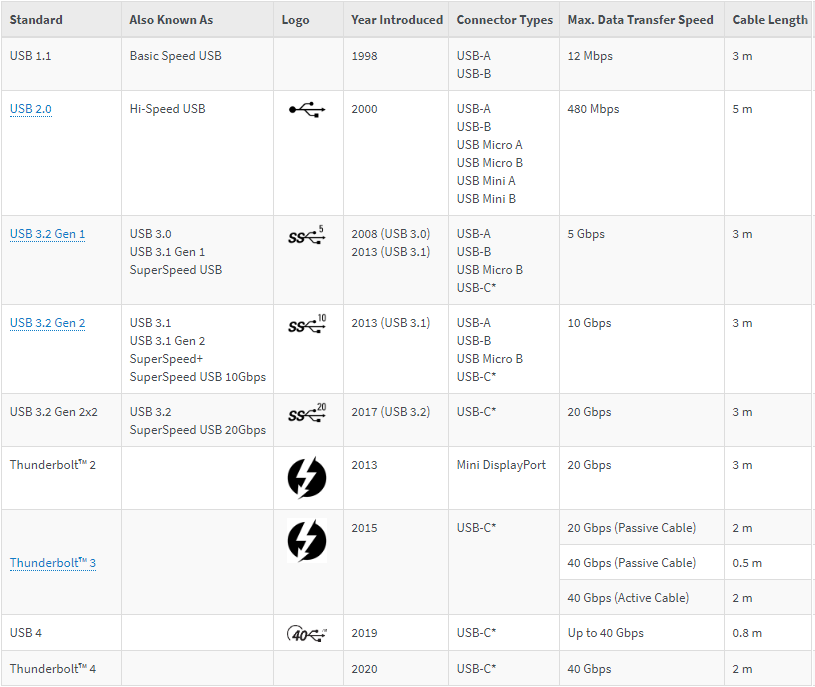 Standard Also Known As Logo Year Introduced Connector Types Max. Data Transfer Speed Cable Length
USB 1.1 Basic Speed USB 1998 USB-A 12 Mbps 3 m
USB-B
USB 2.0 Hi-Speed USB 2000 USB-A 480 Mbps 5 m
USB-B
USB Micro A
USB Micro B
USB Mini A
USB Mini B
USB 3.2 Gen 1 USB 3.0 SS 5 2008 (USB 3.0) USB-A 5 Gbps 3 m
USB 3.1 Gen 1 2013 (USB 3.1) USB-B
SuperSpeed USB USB Micro B
USB-C*
USB 3.2 Gen 2 USB 3.1 SS 10 2013 (USB 3.1) USB-A 10 Gbps 3 m
USB 3.1 Gen 2 USB-B
SuperSpeed+ USB Micro B
SuperSpeed USB 10Gbps USB-C*
USB 3.2 Gen 2x2 USB 3.2 SS 20 2017 (USB 3.2) USB-C* 20 Gbps 3 m
SuperSpeed USB 20Gbps
Thunderbolt™ 2 2013 Mini DisplayPort 20 Gbps 3 m
2015 USB-C* 20 Gbps (Passive Cable) 2 m
Thunderbolt™ 3 40 Gbps (Passive Cable) 0.5 m
40 Gbps (Active Cable) 2 m
USB 4 40 2019 USB-C* Up to 40 Gbps 0.8 m
Thunderbolt™ 4 2020 USB-C* 40 Gbps 2 m